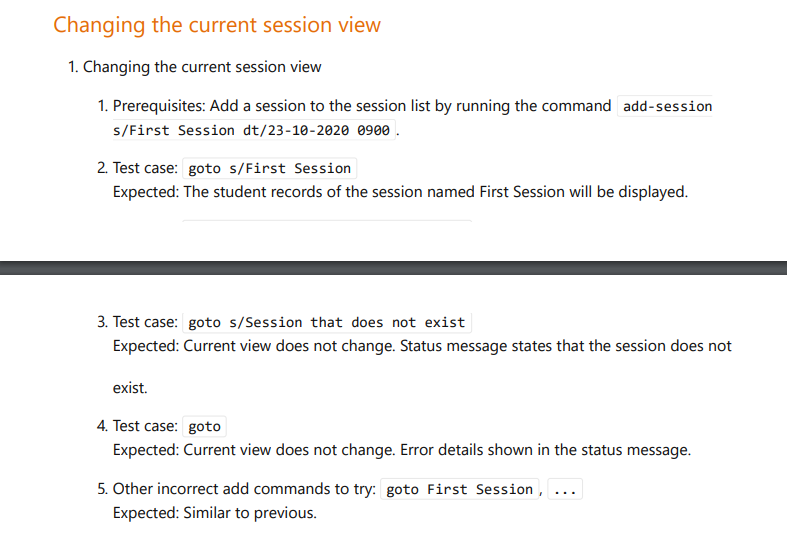 Changing the current session view
1. Changing the current session view
1. Prerequisites: Add a session to the session list by running the command add-session
s/First Session dt/23-10-2020 0900 .
2. Test case: goto s/First Session
Expected: The student records of the session named First Session will be displayed.
3. Test case: goto s/Session that does not exist
Expected: Current view does not change. Status message states that the session does not
exist.
4. Test case: goto
Expected: Current view does not change. Error details shown in the status message.
5. Other incorrect add commands to try: goto First Session , ...
Expected: Similar to previous.